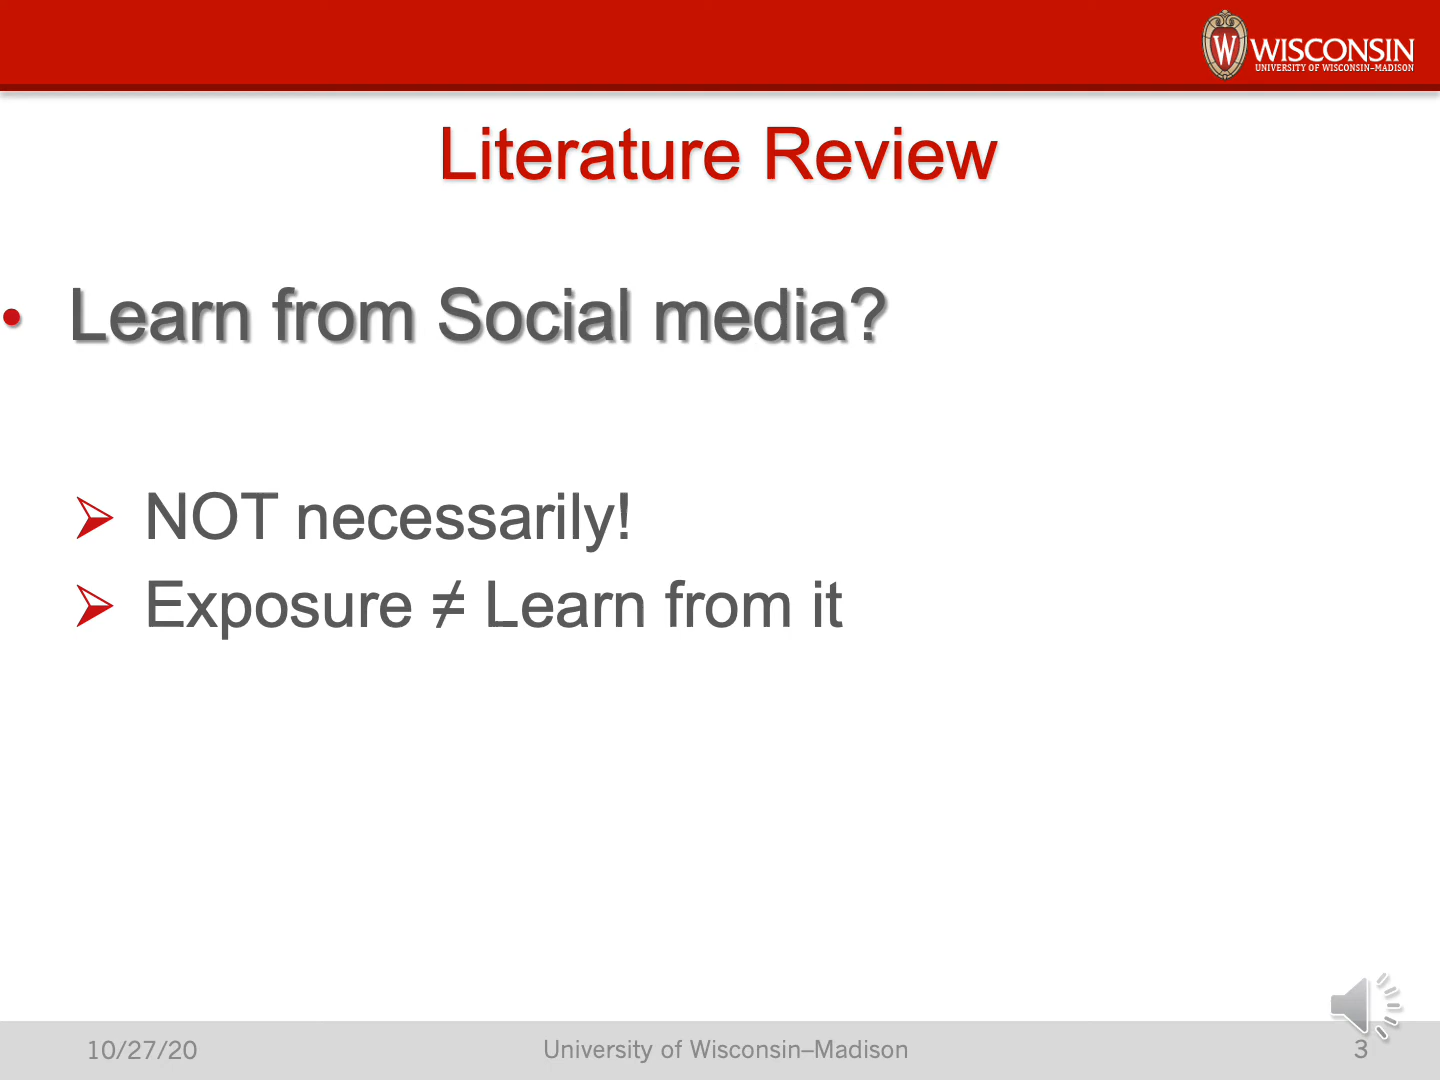 WISCONSIN
UNIVERSITY OF WISCONSIN–MADISON
Literature Review
• Learn from Social media?
➢ NOT necessarily!
➢ Exposure ≠ Learn from it
10/27/20
University of Wisconsin–Madison
3